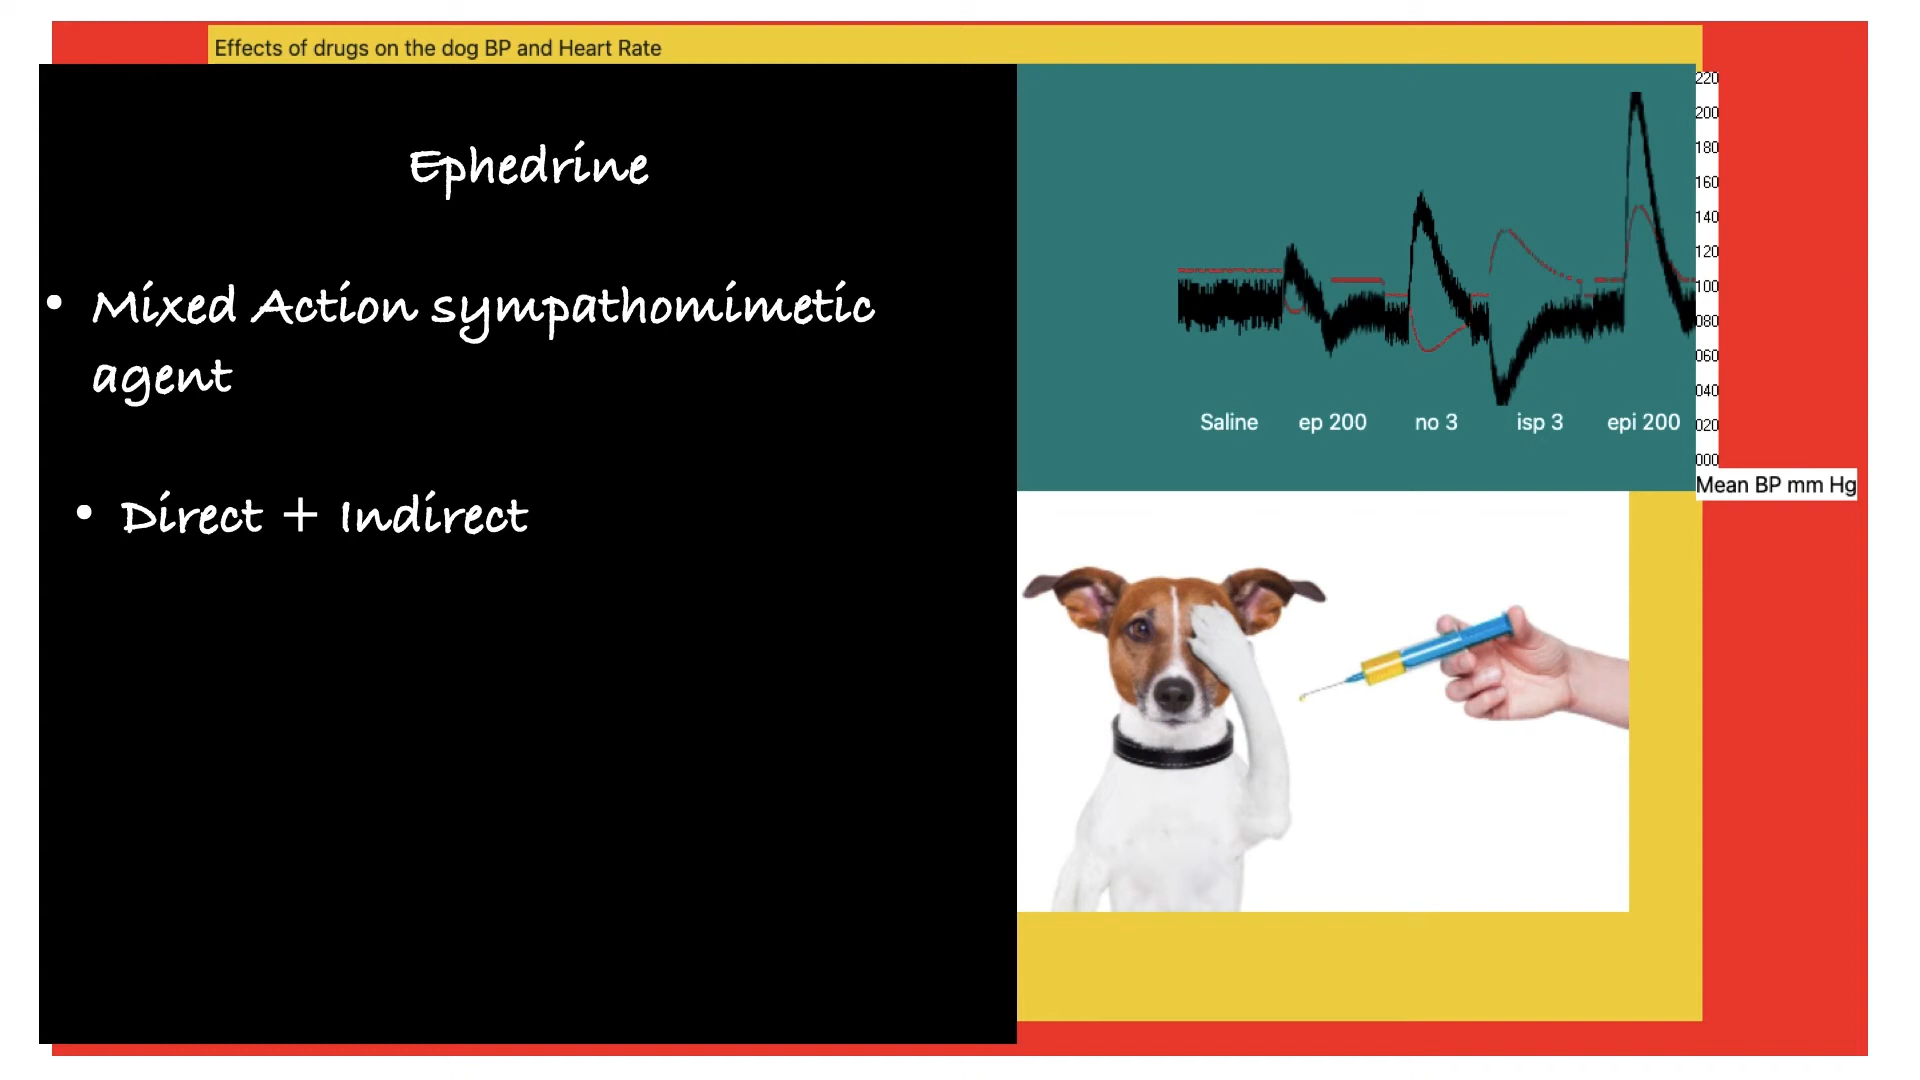 Effects of drugs on the dog BP and Heart Rate
Ephedrine
• Mixed Action sympathomimetic
agent
• Direct + Indirect
220
200
180
160
140
120
100
080
060
040
020
000
Saline ep 200 no 3 isp 3 epi 200
Mean BP mm Hg